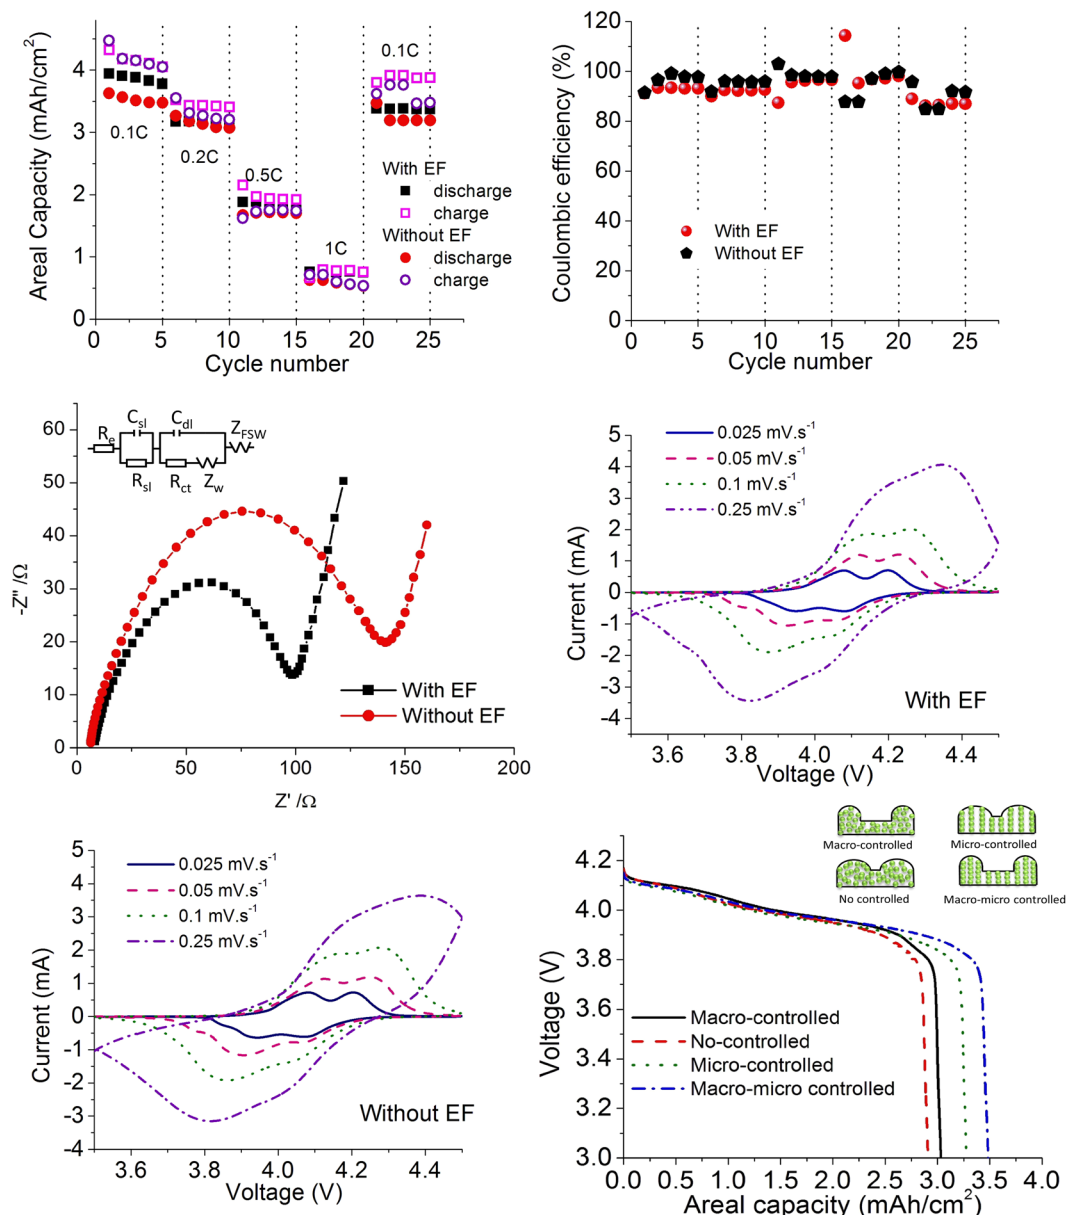 Areal Capacity (mAh/cm²)
4
3
2
1
0
0.1C
0.2C
0.5C
1C
0.1C
With EF
discharge
charge
Without EF
discharge
charge
0 5 10 15 20 25
Cycle number
Coulombic efficiency (%)
120
100
80
60
40
20
0
With EF
Without EF
0 5 10 15 20 25
Cycle number
-Z"/Ω
60
50
40
30
20
10
0
Rₑ
C_sl
C_dl
Z_FSW
R_sl
R_ct
Z_w
With EF
Without EF
0 50 100 150 200
Z' /Ω
0.025 mV.s⁻¹
0.05 mV.s⁻¹
0.1 mV.s⁻¹
0.25 mV.s⁻¹
Current (mA)
5
4
3
2
1
0
-1
-2
-3
-4
With EF
3.6 3.8 4.0 4.2 4.4
Voltage (V)
0.025 mV.s⁻¹
0.05 mV.s⁻¹
0.1 mV.s⁻¹
0.25 mV.s⁻¹
Current (mA)
5
4
3
2
1
0
-1
-2
-3
-4
Without EF
3.6 3.8 4.0 4.2 4.4
Voltage (V)
Macro-controlled
Micro-controlled
No controlled
Macro-micro controlled
Voltage (V)
4.2
4.0
3.8
3.6
3.4
3.2
3.0
Macro-controlled
No-controlled
Micro-controlled
Macro-micro controlled
0.0 0.5 1.0 1.5 2.0 2.5 3.0 3.5 4.0
Areal capacity (mAh/cm²)